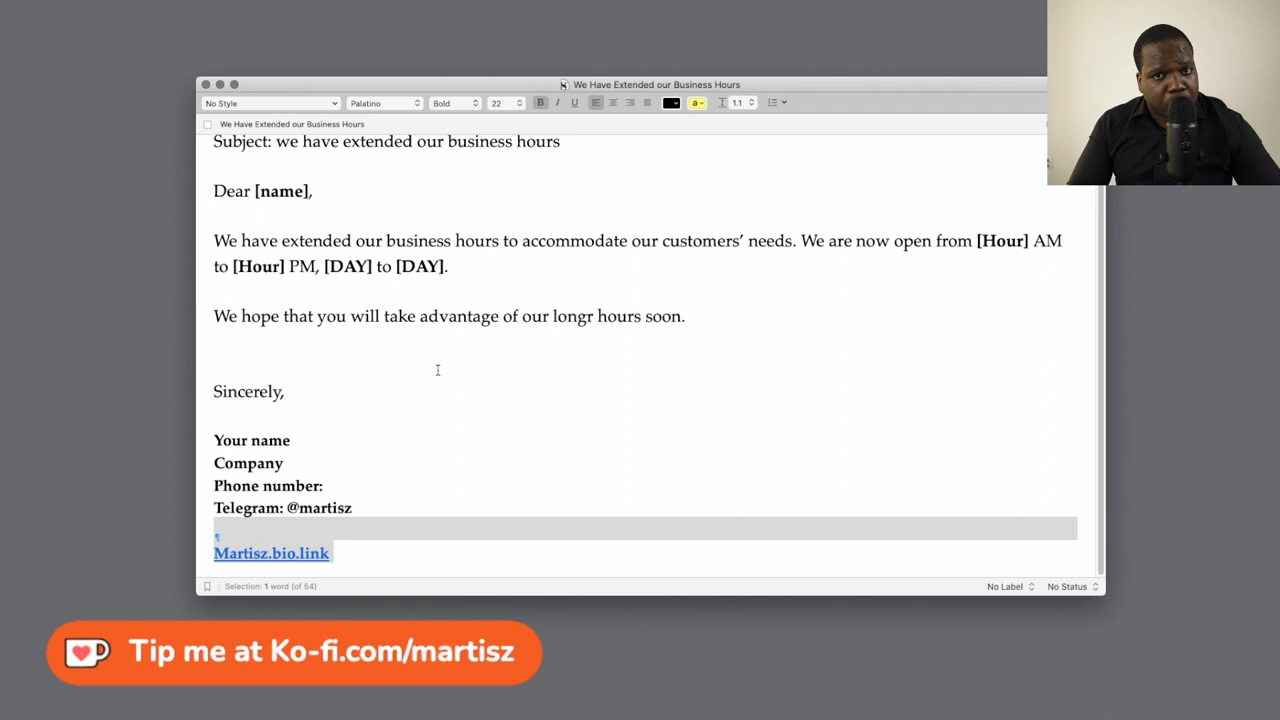 We Have Extended our Business Hours
No Style Palatino Bold 22 B I U a 1.1
We Have Extended our Business Hours
Subject: we have extended our business hours
Dear [name],
We have extended our business hours to accommodate our customers’ needs. We are now open from [Hour] AM
to [Hour] PM, [DAY] to [DAY].
We hope that you will take advantage of our longr hours soon.
Sincerely,
Your name
Company
Phone number:
Telegram: @martisz
Martisz.bio.link
Selection: 1 word (of 54) No Label No Status
Tip me at Ko-fi.com/martisz